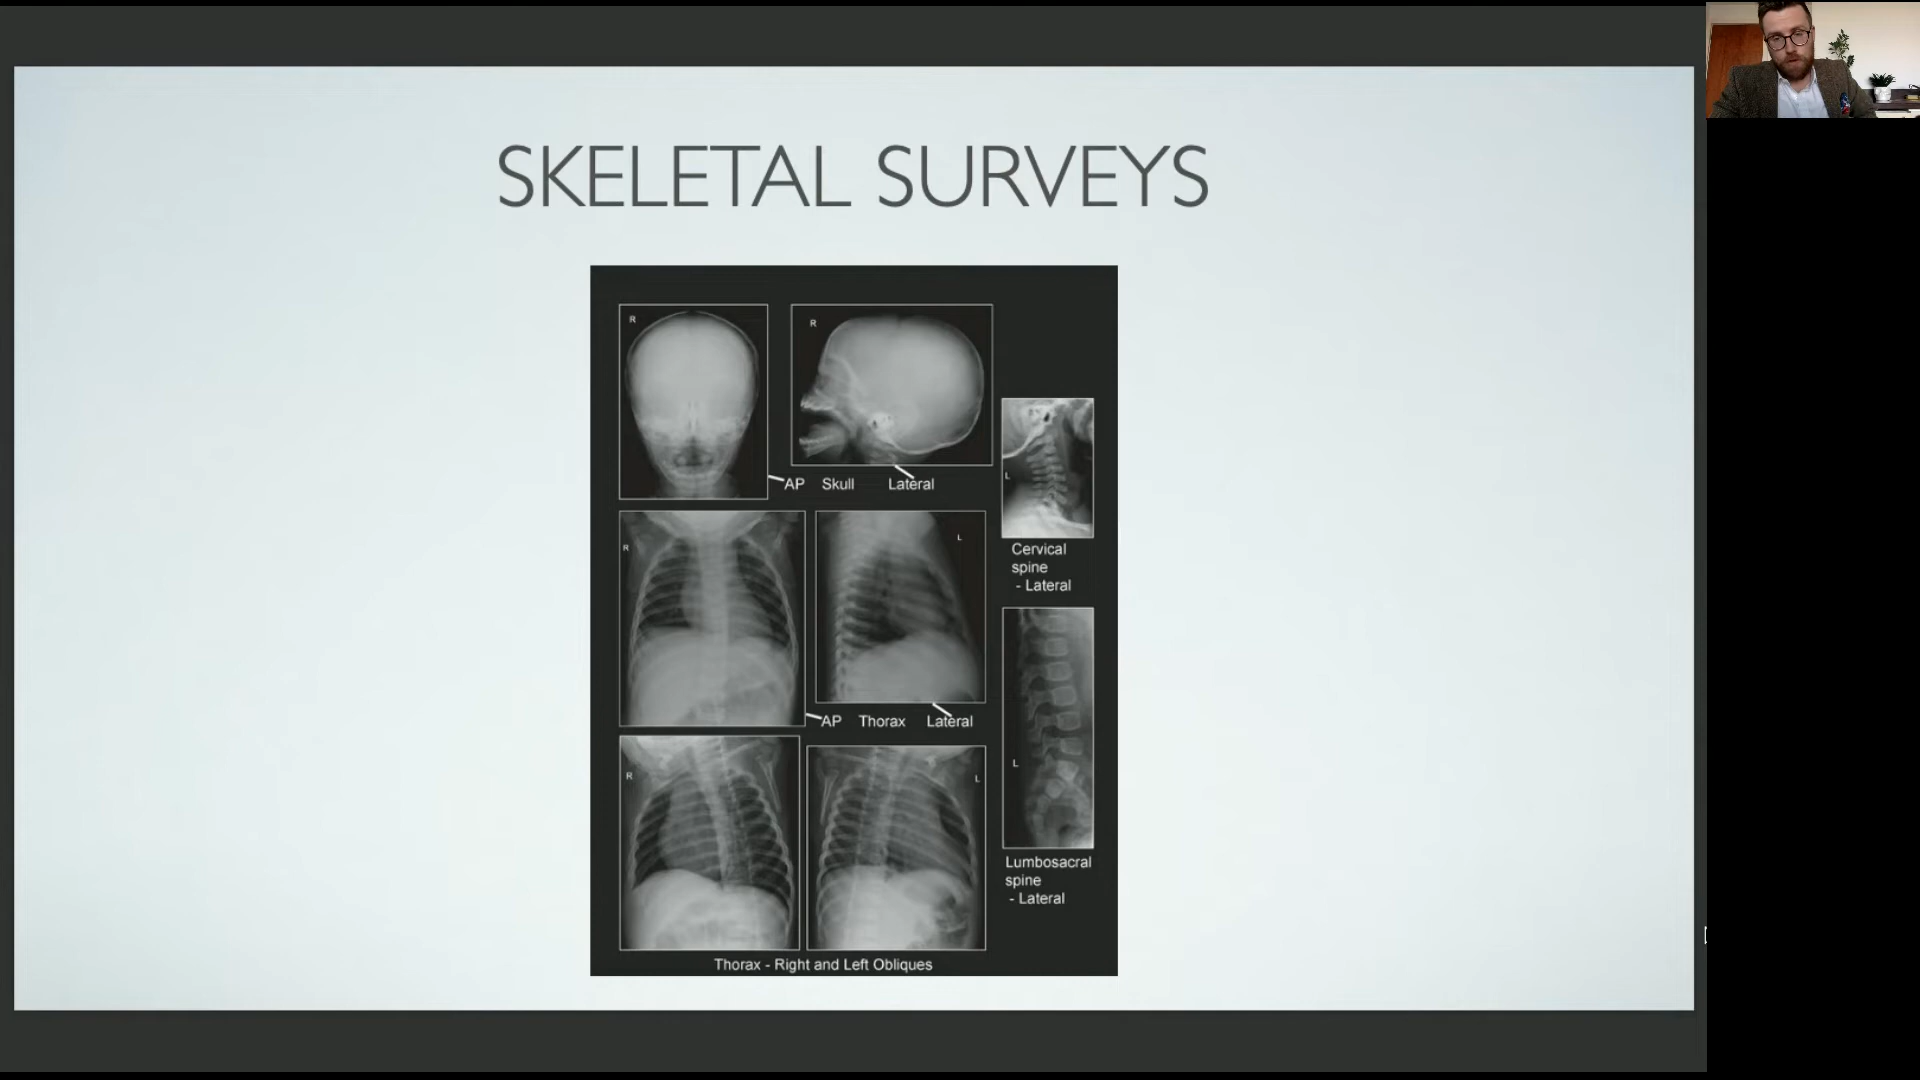 SKELETAL SURVEYS
R
R
AP Skull Lateral
L
Cervical
spine
- Lateral
R
L
AP Thorax Lateral
L
Lumbosacral
spine
- Lateral
R
L
Thorax - Right and Left Obliques